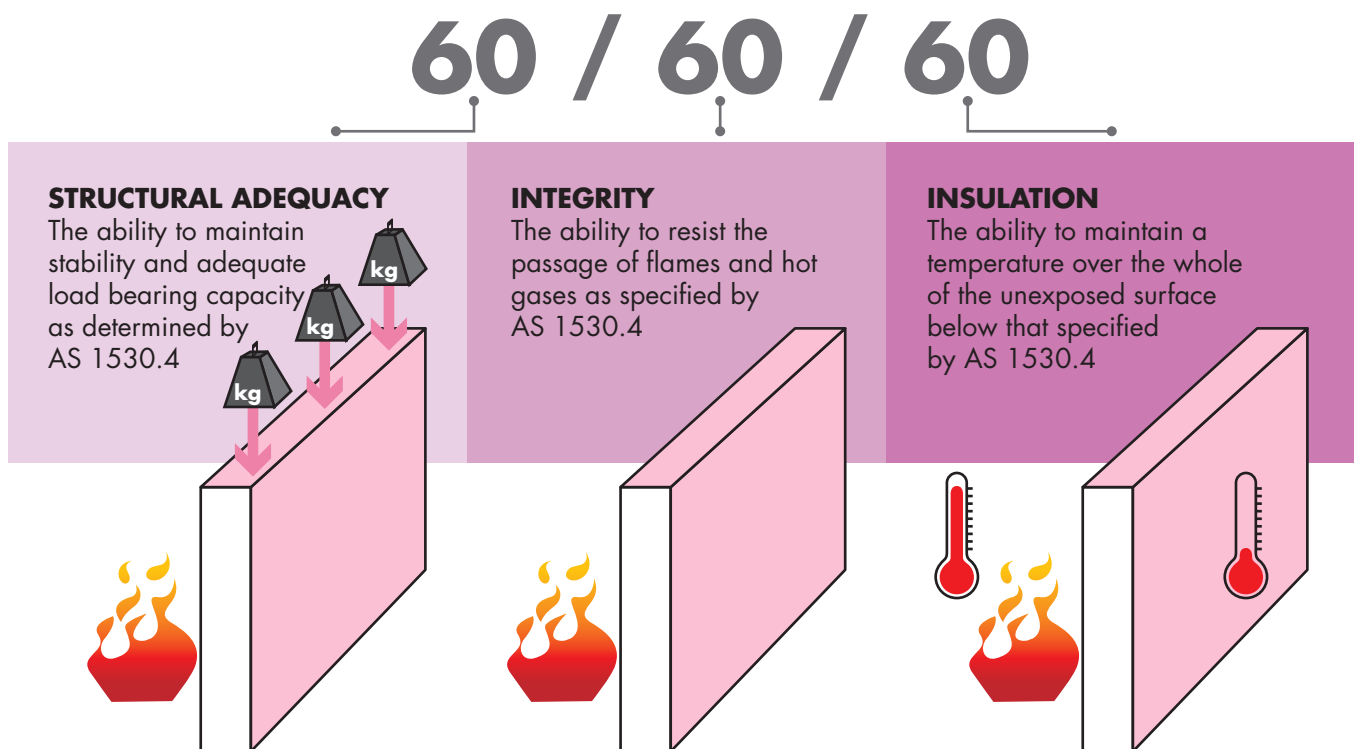 60 / 60 / 60
STRUCTURAL ADEQUACY
The ability to maintain
stability and adequate
load bearing capacity
as determined by
AS 1530.4
kg
kg
kg
INTEGRITY
The ability to resist the
passage of flames and hot
gases as specified by
AS 1530.4
INSULATION
The ability to maintain a
temperature over the whole
of the unexposed surface
below that specified
by AS 1530.4